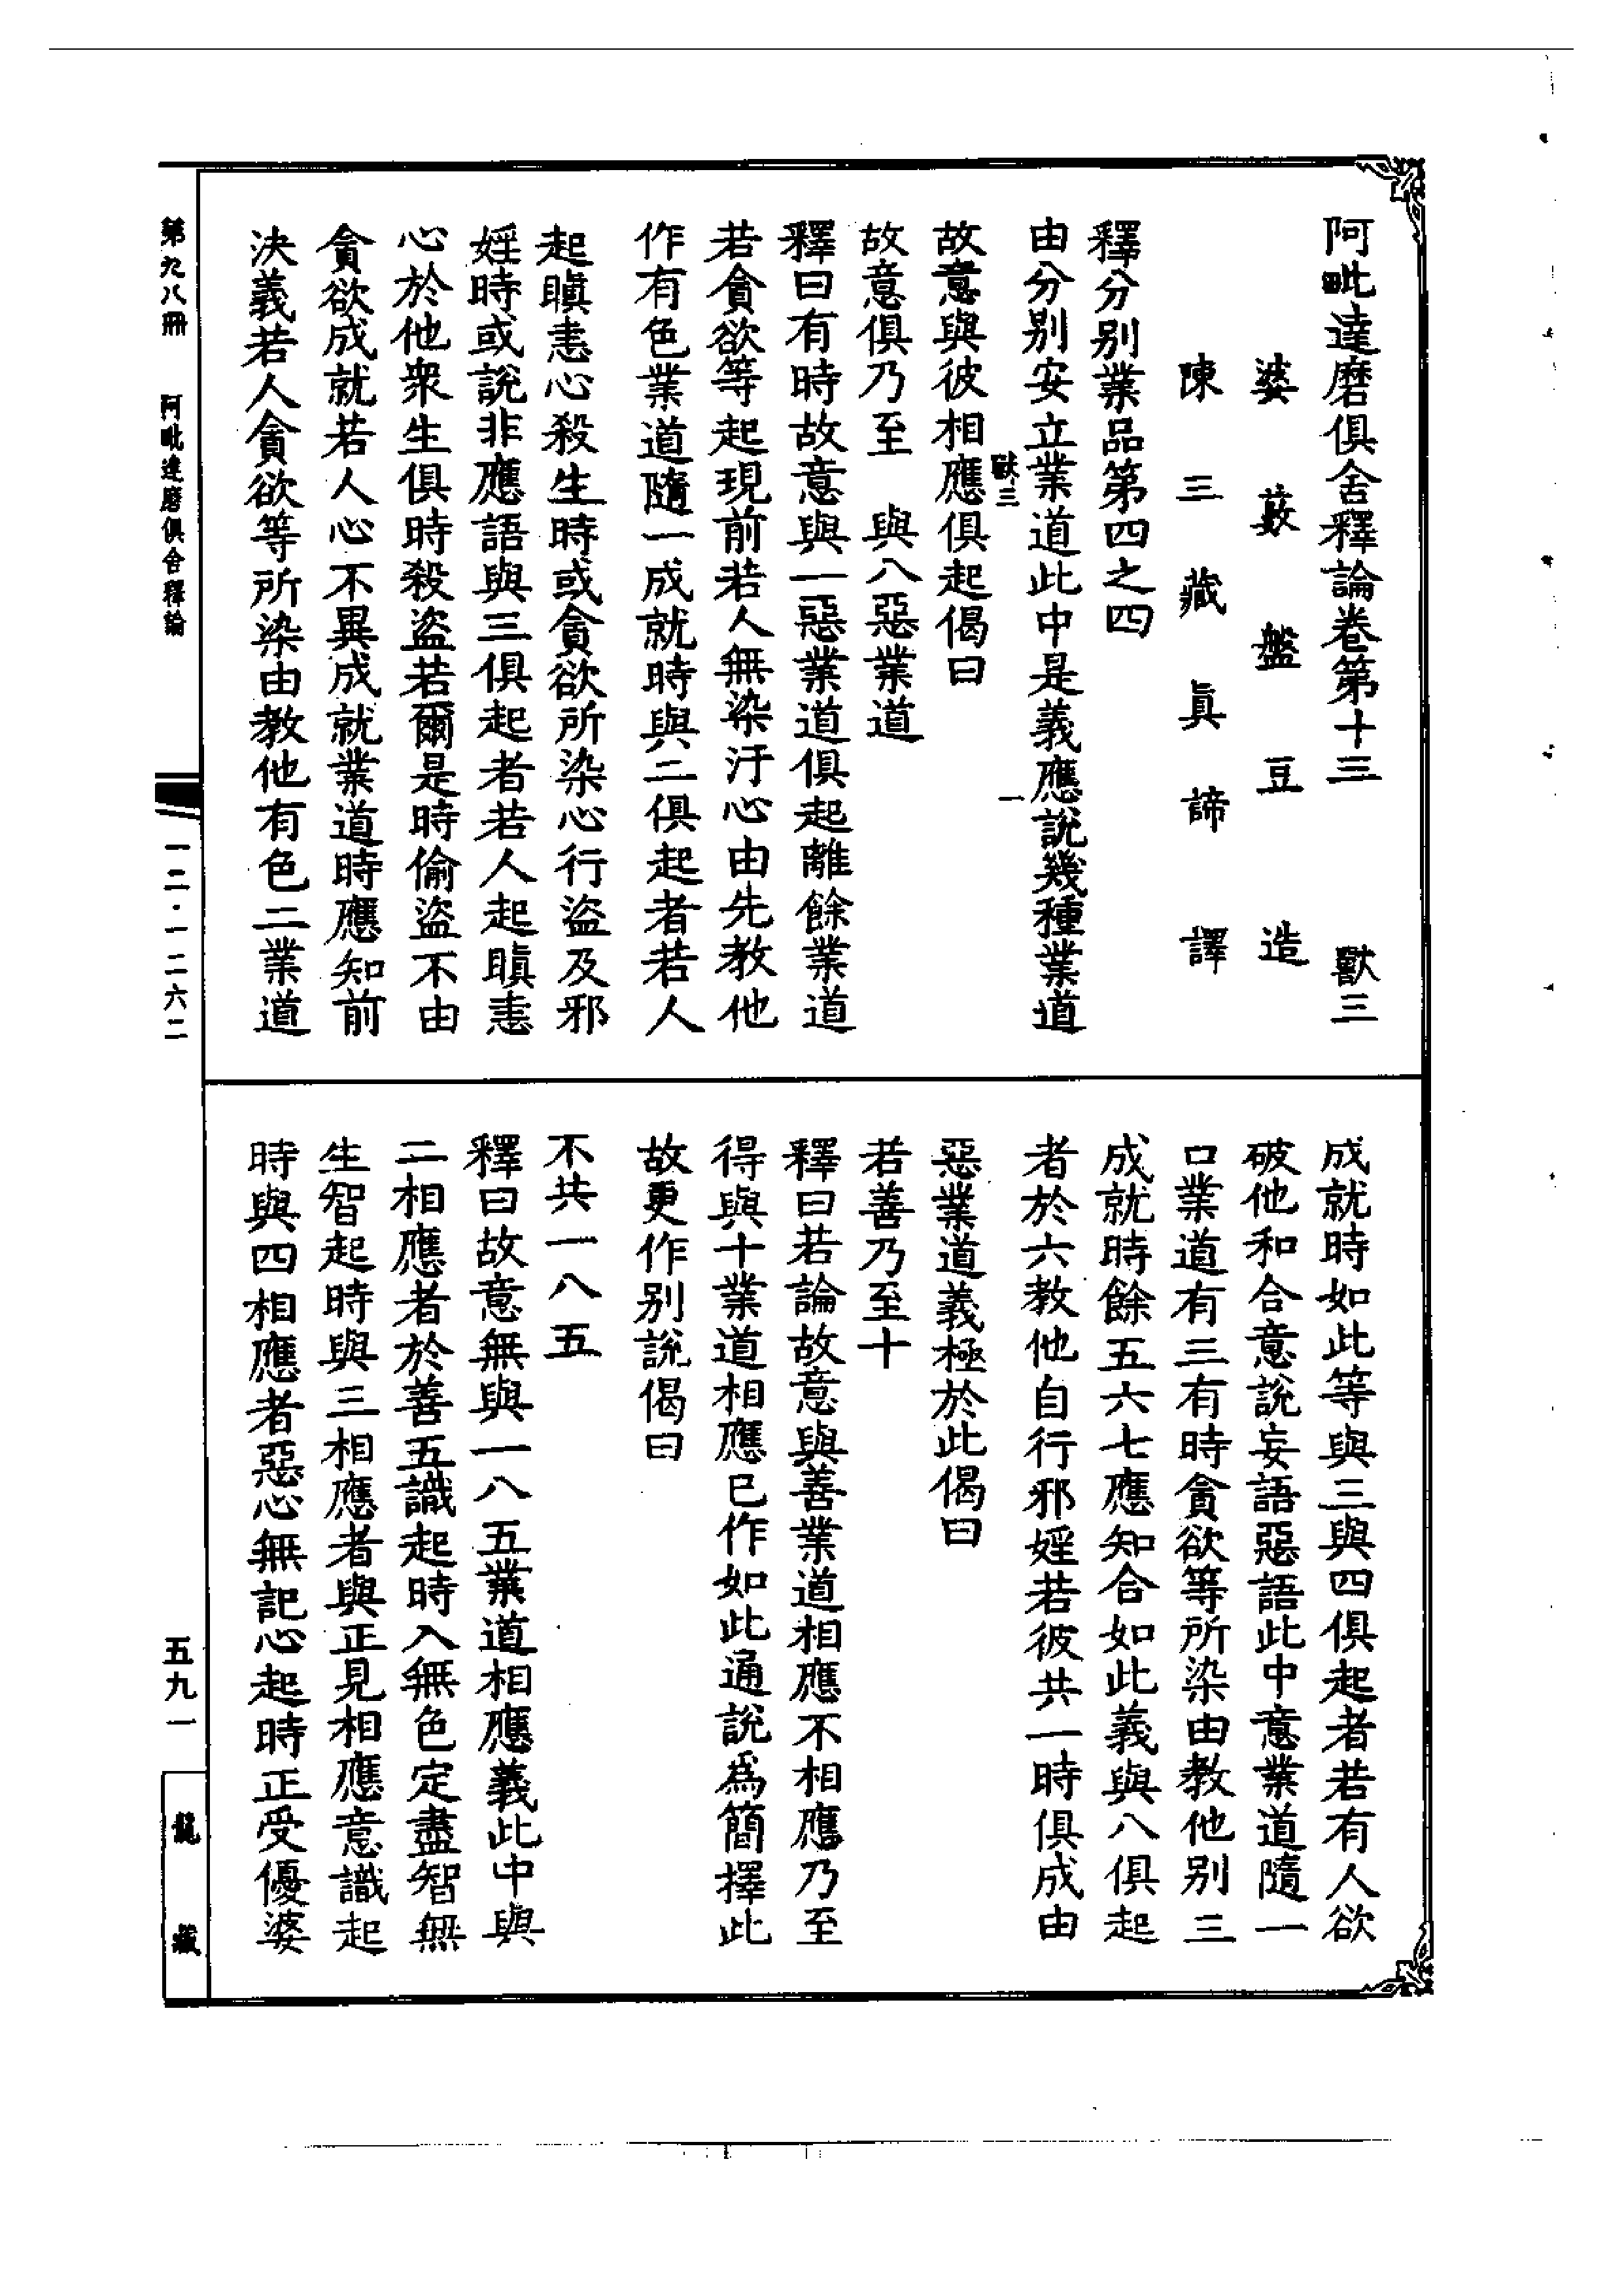 阿毗達磨俱舍釋論卷第十三　獸三
婆藪盤豆造
陳三藏眞諦譯
釋分別業品第四之四
由分別安立業道此中是義應說幾種業道
獸三　一
故意與彼相應俱起偈曰
故意俱乃至　與八惡業道
釋曰有時故意與一惡業道俱起離餘業道
若貪欲等起現前若人無染汙心由先教他
作有色業道隨一成就時與二俱起者若人
起瞋恚心殺生時或貪欲所染心行盜及邪
婬時或說非應語與三俱起者若人起瞋恚
心於他衆生俱時殺盜若爾是時偷盜不由
貪欲成就若人心不異成就業道時應知前
決義若人貪欲等所染由教他有色二業道
成就時如此等與三與四俱起者若有人欲
破他和合意說妄語惡語此中意業道隨一
口業道有三有時貪欲等所染由教他別三
成就時餘五六七應知合如此義與八俱起
者於六教他自行邪婬若彼共一時俱成由
惡業道義極於此偈曰
若善乃至十
釋曰若論故意與善業道相應不相應乃至
得與十業道相應已作如此通說爲簡擇此
故更作別說偈曰
不共一八五
釋曰故意無與一八五業道相應義此中與
二相應者於善五識起時入無色定盡智無
生智起時與三相應者與正見相應意識起
時與四相應者惡心無記心起時正受優婆
第九八冊　阿毗達磨俱舍釋論
一二·一二六二
五九一
龍藏